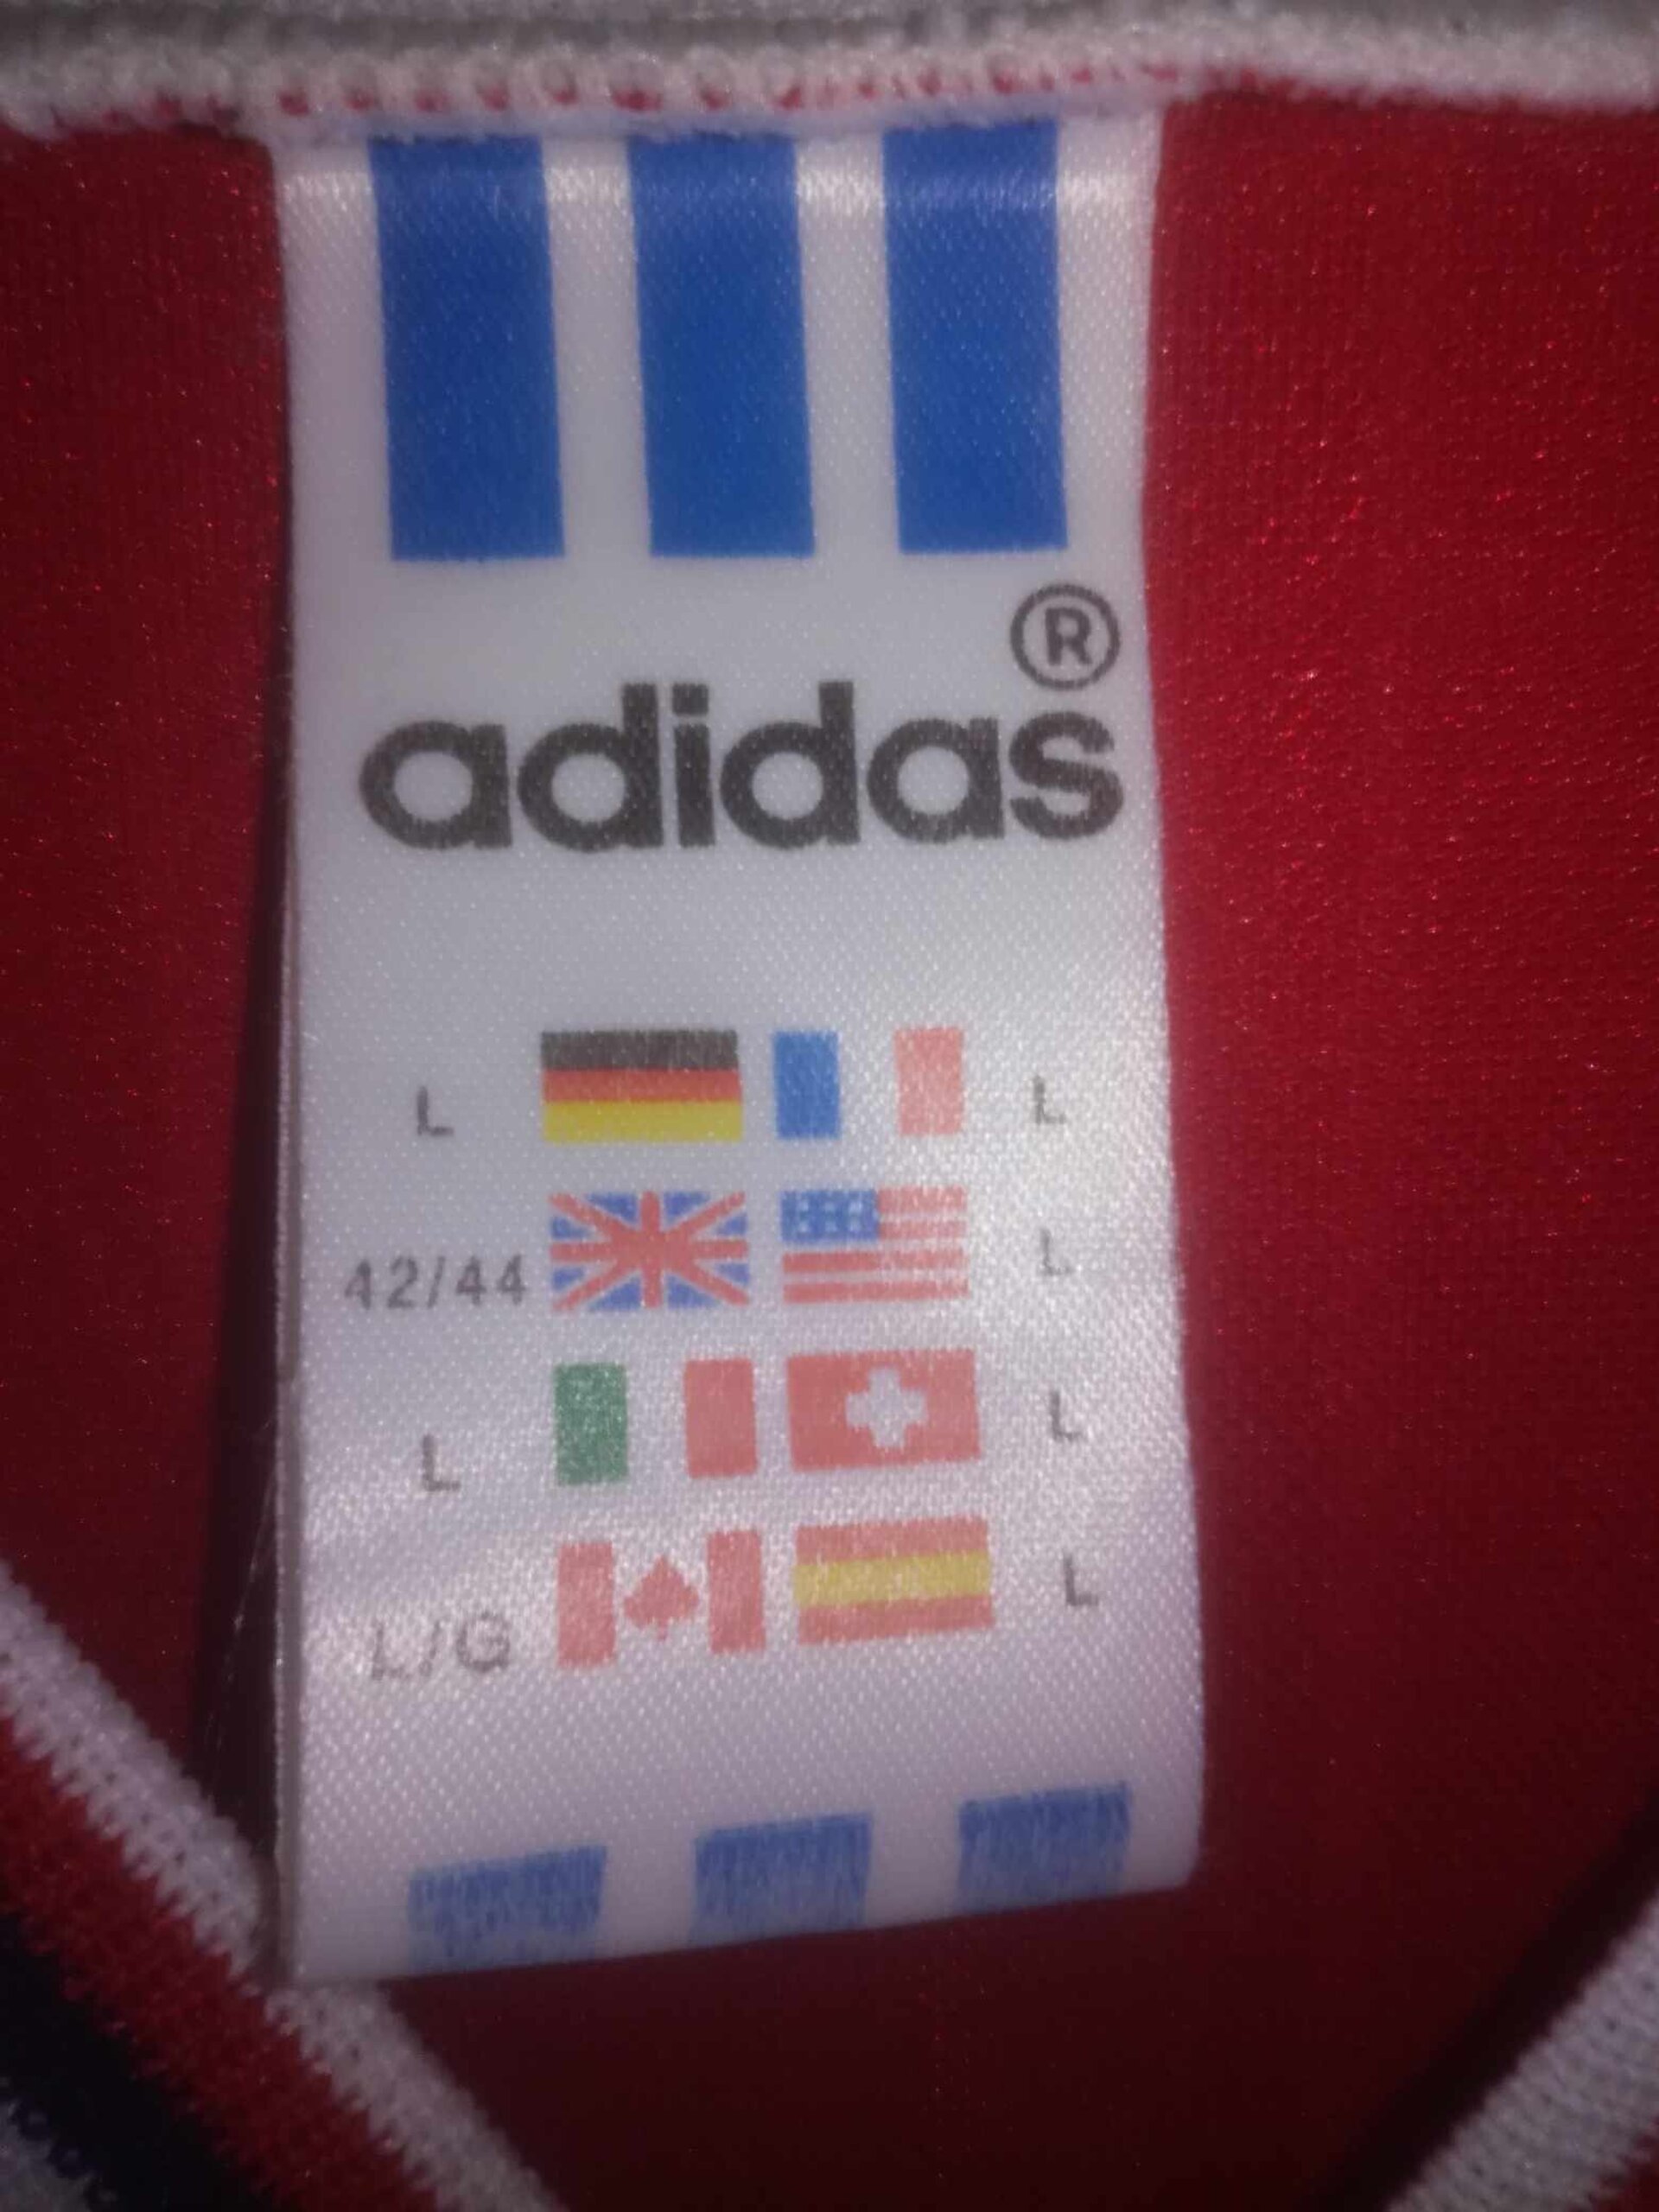 ®
adidas
L L
42/44 L
L L
L/G L